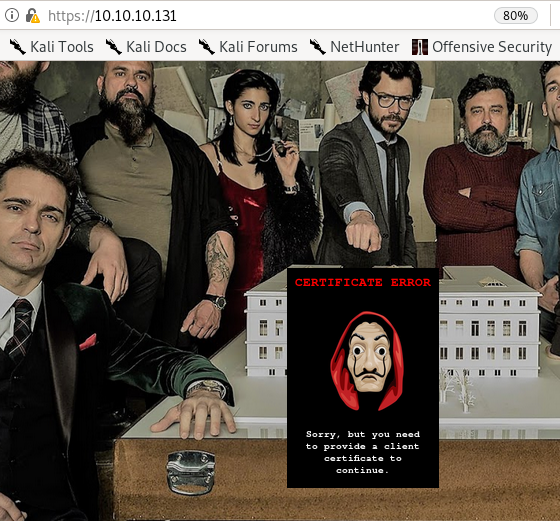 https://10.10.10.131
80%
Kali Tools
Kali Docs
Kali Forums
NetHunter
Offensive Security
CERTIFICATE ERROR
Sorry, but you need
to provide a client
certificate to
continue.